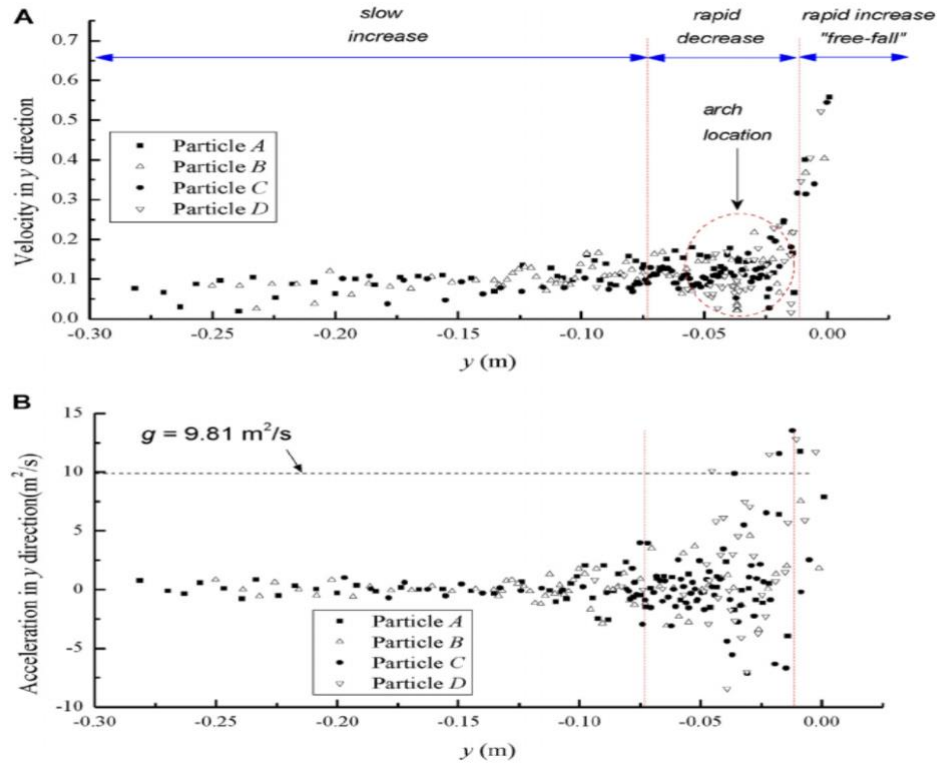 A
slow
increase
rapid
decrease
rapid increase
"free-fall"
0.7
0.6
0.5
0.4
0.3
0.2
0.1
0.0
Velocity in y direction
Particle A
Particle B
Particle C
Particle D
arch
location
-0.30
-0.25
-0.20
-0.15
-0.10
-0.05
0.00
y (m)
B
15
10
5
0
-5
-10
Acceleration in y direction(m²/s)
g = 9.81 m²/s
Particle A
Particle B
Particle C
Particle D
-0.30
-0.25
-0.20
-0.15
-0.10
-0.05
0.00
y (m)